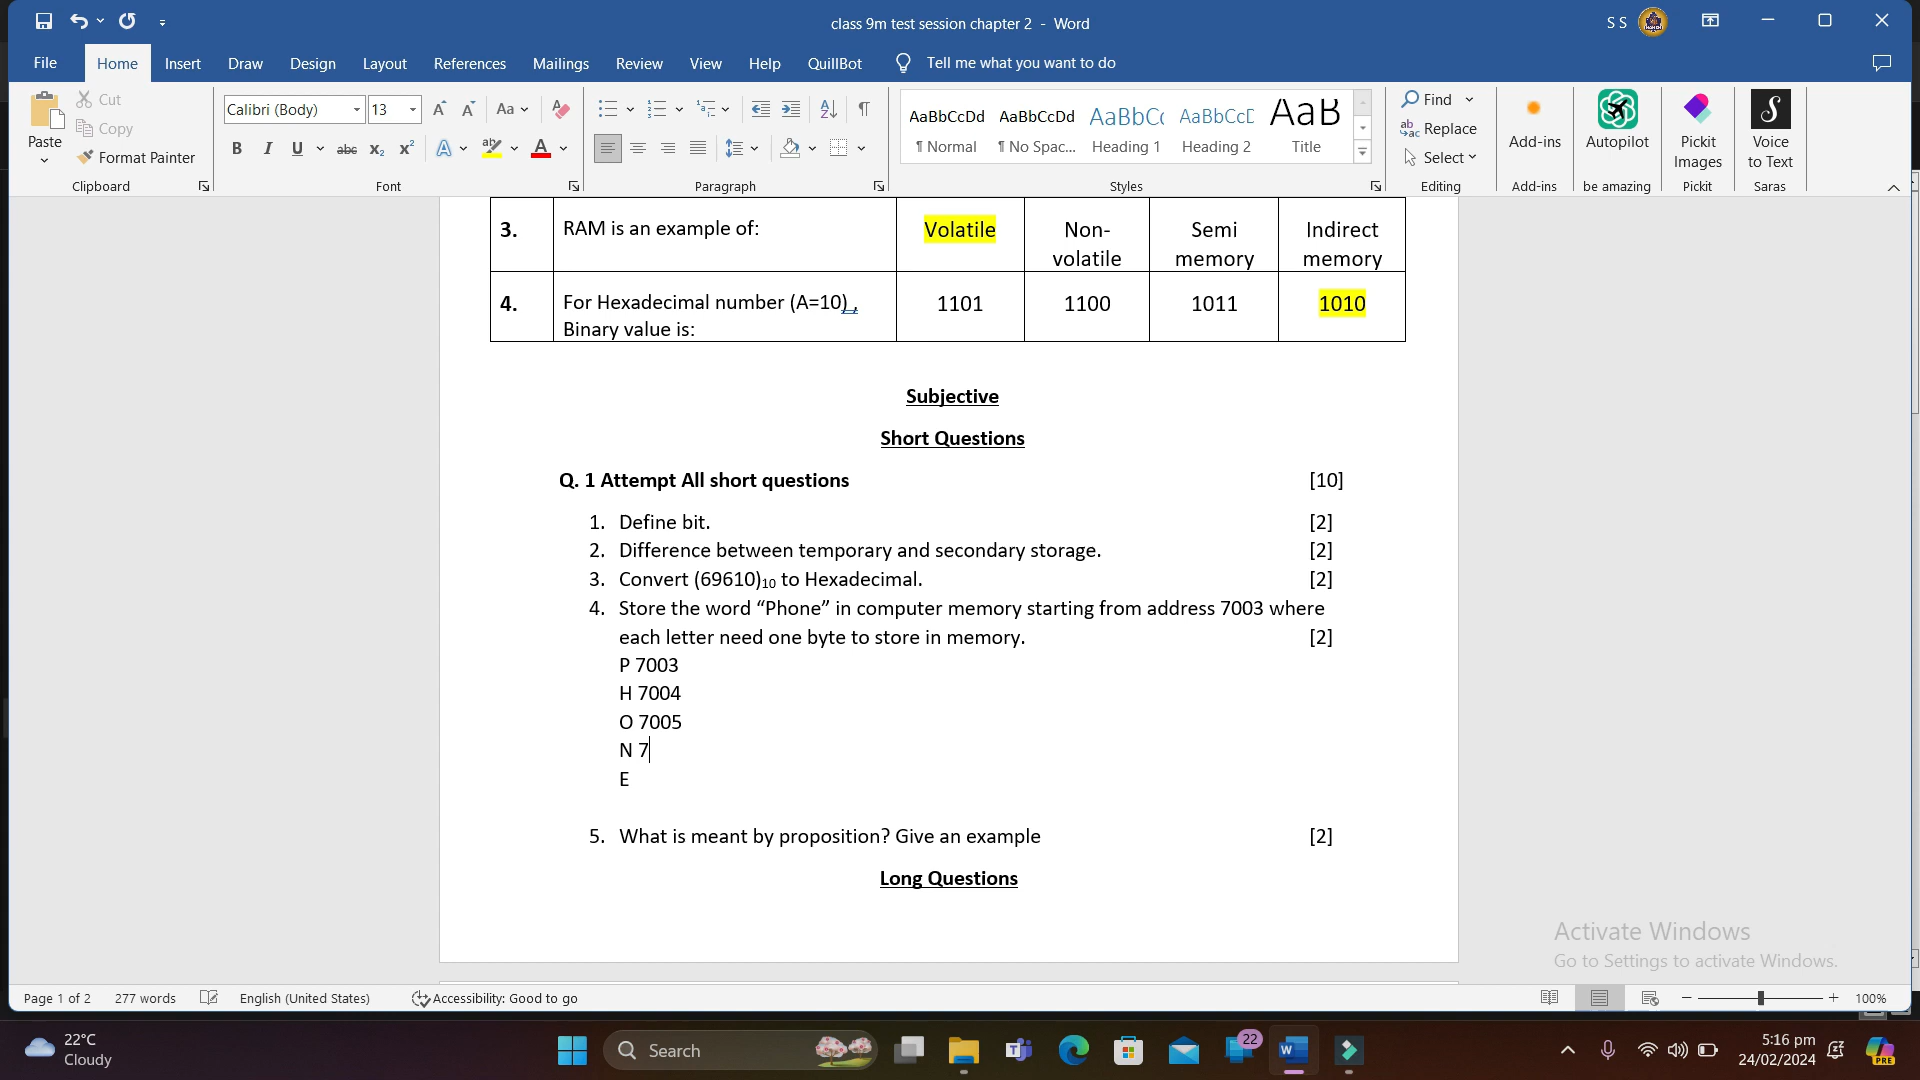 class 9m test session chapter 2 - Word
S S
File Home Insert Draw Design Layout References Mailings Review View Help QuillBot Tell me what you want to do
Paste
Cut
Copy
Format Painter
Clipboard
Calibri (Body) 13
Font
Paragraph
AaBbCcDd AaBbCcDd AaBbC AaBbCcD AaB
¶ Normal ¶ No Spac... Heading 1 Heading 2 Title
Styles
Find
Replace
Select
Editing
Add-ins
Add-ins
Autopilot
be amazing
Pickit
Images
Pickit
Voice
to Text
Saras
3. RAM is an example of: Volatile Non-volatile Semi memory Indirect memory
4. For Hexadecimal number (A=10) , 1101 1100 1011 1010
Binary value is:
Subjective
Short Questions
Q. 1 Attempt All short questions [10]
1. Define bit. [2]
2. Difference between temporary and secondary storage. [2]
3. Convert (69610)10 to Hexadecimal. [2]
4. Store the word “Phone” in computer memory starting from address 7003 where
each letter need one byte to store in memory. [2]
P 7003
H 7004
O 7005
N 7
E
5. What is meant by proposition? Give an example [2]
Long Questions
Activate Windows
Go to Settings to activate Windows.
Page 1 of 2 277 words English (United States) Accessibility: Good to go 100%
22°C
Cloudy
Search
22
5:16 pm
24/02/2024
PRE